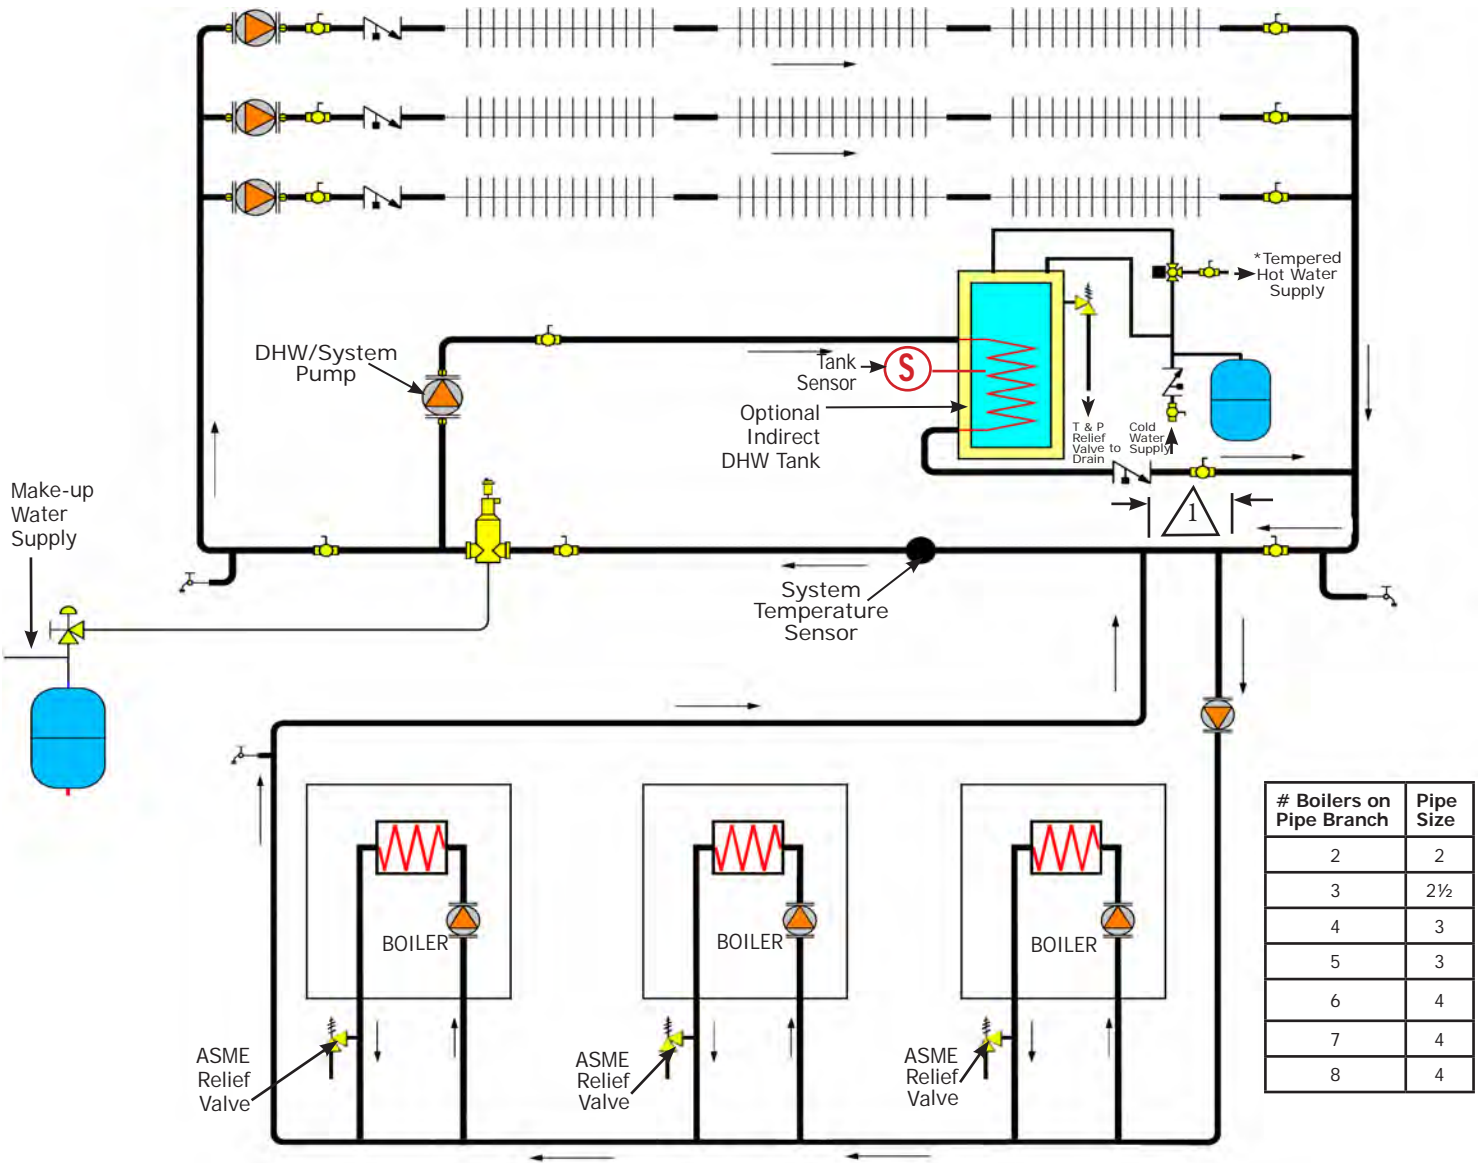 *Tempered
Hot Water
Supply
DHW/System
Pump
Tank
Sensor
S
Optional
Indirect
DHW Tank
T & P
Relief
Valve to
Drain
Cold
Water
Supply
1
Make-up
Water
Supply
System
Temperature
Sensor
BOILER
BOILER
BOILER
ASME
Relief
Valve
ASME
Relief
Valve
ASME
Relief
Valve
# Boilers on Pipe
Pipe Branch Size
2 2
3 2½
4 3
5 3
6 4
7 4
8 4